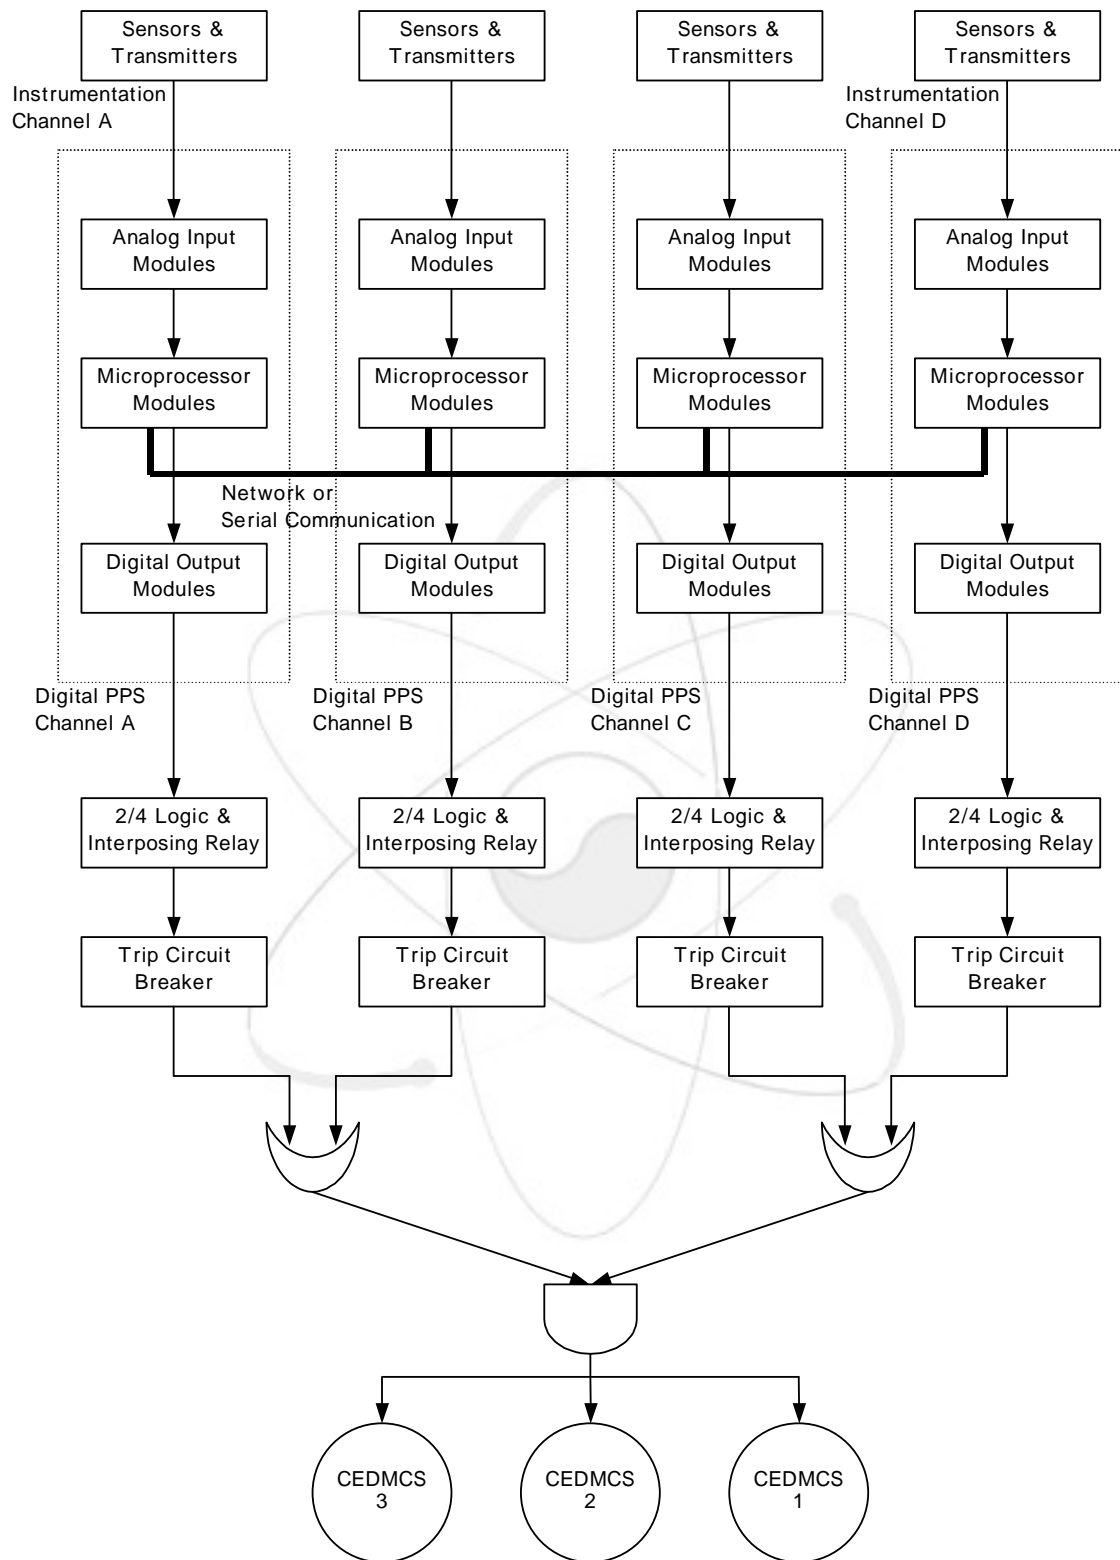 Sensors &
Transmitters
Sensors &
Transmitters
Sensors &
Transmitters
Sensors &
Transmitters
Instrumentation
Channel A
Instrumentation
Channel D
Analog Input
Modules
Analog Input
Modules
Analog Input
Modules
Analog Input
Modules
Microprocessor
Modules
Microprocessor
Modules
Microprocessor
Modules
Microprocessor
Modules
Network or
Serial Communication
Digital Output
Modules
Digital Output
Modules
Digital Output
Modules
Digital Output
Modules
Digital PPS
Channel A
Digital PPS
Channel B
Digital PPS
Channel C
Digital PPS
Channel D
2/4 Logic &
Interposing Relay
2/4 Logic &
Interposing Relay
2/4 Logic &
Interposing Relay
2/4 Logic &
Interposing Relay
Trip Circuit
Breaker
Trip Circuit
Breaker
Trip Circuit
Breaker
Trip Circuit
Breaker
CEDMCS
3
CEDMCS
2
CEDMCS
1